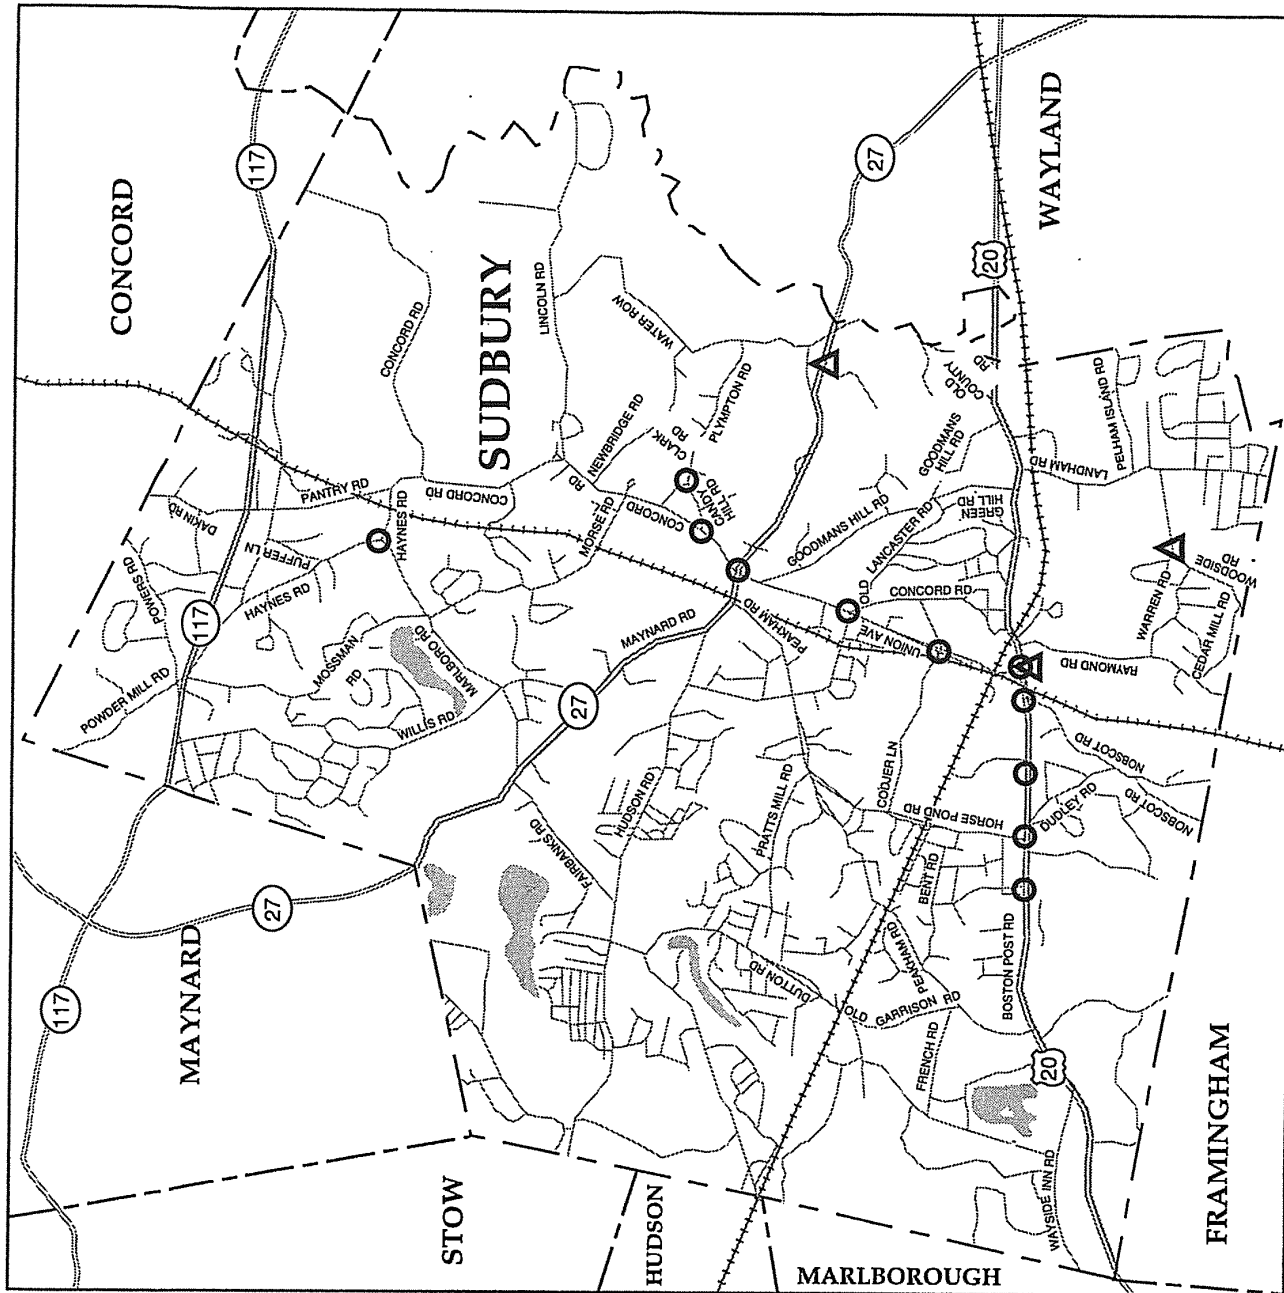 CONCORD
117
117
117
SUDBURY
CONCORD RD
LINCOLN RD
WATER ROW
27
WAYLAND
20
OLD
COUNTY
RD
PLYMPTON RD
CLARK
RD
NEWBRIDGE RD
CANDY
HILL RD
CONCORD
RD
CONCORD RD
PANTRY RD
DAKIN RD
HAYNES RD
PUFFER LN
HAYNES RD
POWERS RD
MORSE RD
GOODMANS
HILL RD
GOODMANS HILL RD
GREEN
HILL RD
LANCASTER RD
OLD
CONCORD RD
LANDHAM RD
PELHAM ISLAND RD
WOODSIDE
RD
WARREN RD
CEDAR MILL RD
RAYMOND RD
UNION AVE
PEAKHAM RD
MAYNARD RD
27
MOSSMAN
RD
MARLBORO RD
WILLIS RD
POWDER MILL RD
HUDSON RD
PRATTS MILL RD
CODJER LN
HORSE POND RD
DUDLEY RD
NOBSCOT RD
NOBSCOT RD
BENT RD
FAIRBANKS RD
27
MAYNARD
DUTTON RD
PEAKHAM RD
OLD GARRISON RD
FRENCH RD
BOSTON POST RD
20
WAYSIDE INN RD
FRAMINGHAM
STOW
HUDSON
MARLBOROUGH